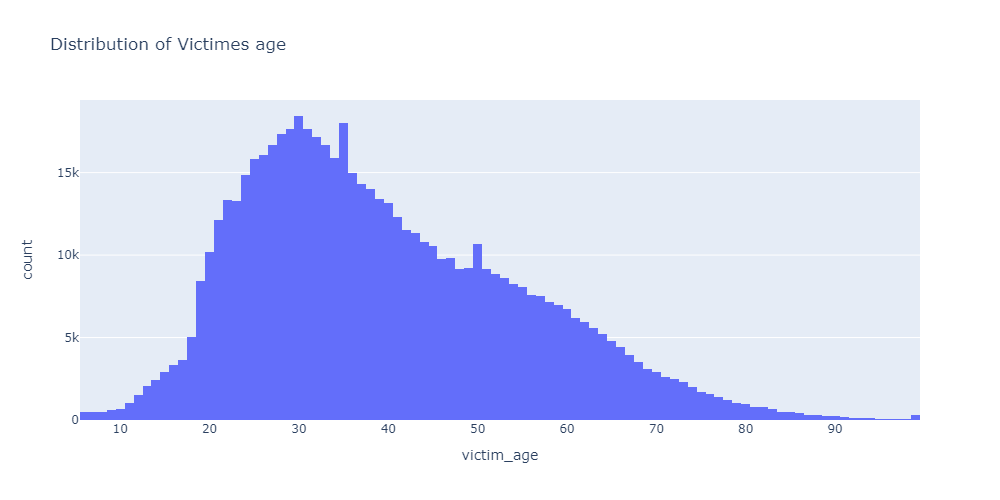 Distribution of Victimes age
count
15k
10k
5k
0
10 20 30 40 50 60 70 80 90
victim_age